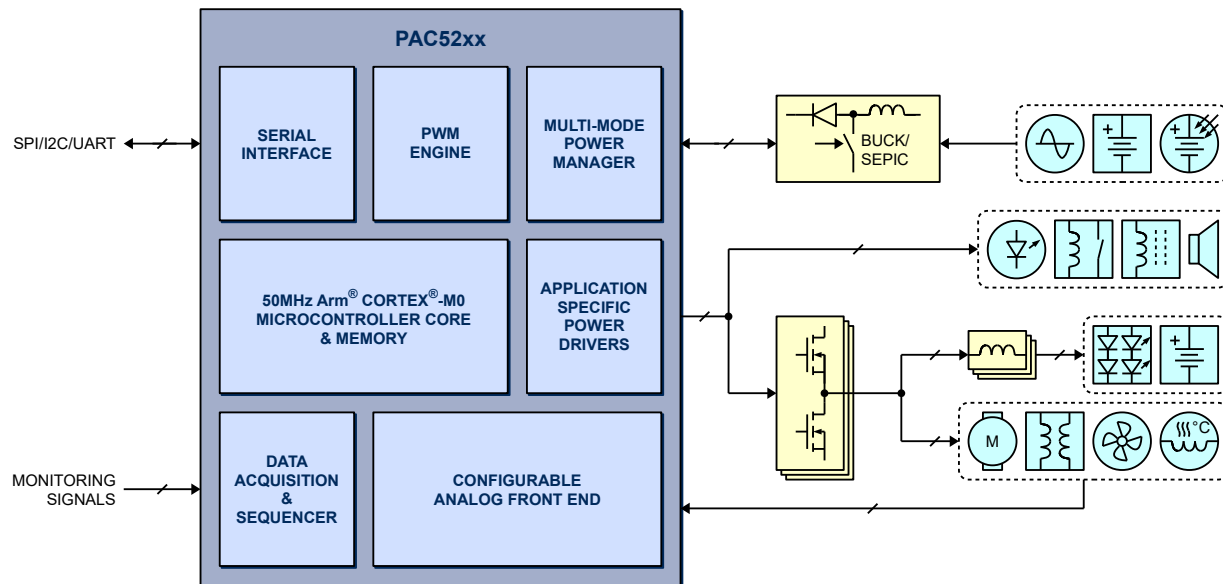 PAC52xx
SERIAL
INTERFACE
PWM
ENGINE
MULTI-MODE
POWER
MANAGER
SPI/I2C/UART
BUCK/
SEPIC
+
+
50MHz Arm® CORTEX®-M0
MICROCONTROLLER CORE
& MEMORY
APPLICATION
SPECIFIC
POWER
DRIVERS
+
M
°C
DATA
ACQUISITION
&
SEQUENCER
CONFIGURABLE
ANALOG FRONT END
MONITORING
SIGNALS